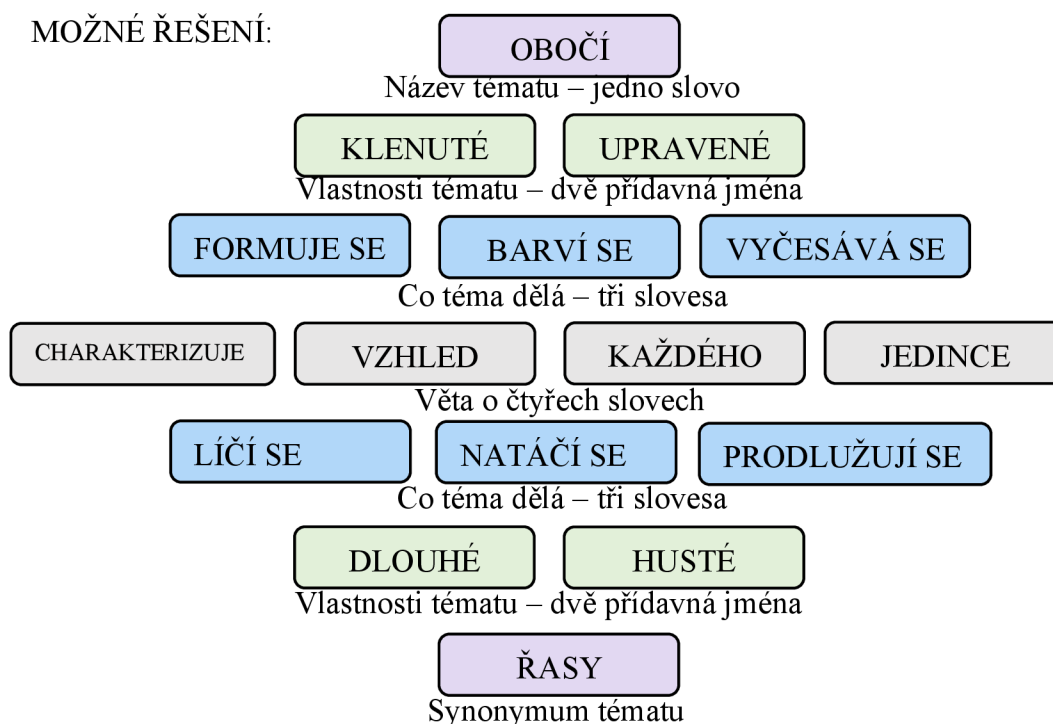 MOŽNÉ ŘEŠENÍ:
OBOČÍ
Název tématu – jedno slovo
KLENUTÉ UPRAVENÉ
Vlastnosti tématu – dvě přídavná jména
FORMUJE SE BARVÍ SE VYČESÁVÁ SE
Co téma dělá – tři slovesa
CHARAKTERIZUJE VZHLED KAŽDÉHO JEDINCE
Věta o čtyřech slovech
LÍČÍ SE NATÁČÍ SE PRODLUŽUJÍ SE
Co téma dělá – tři slovesa
DLOUHÉ HUSTÉ
Vlastnosti tématu – dvě přídavná jména
ŘASY
Synonymum tématu